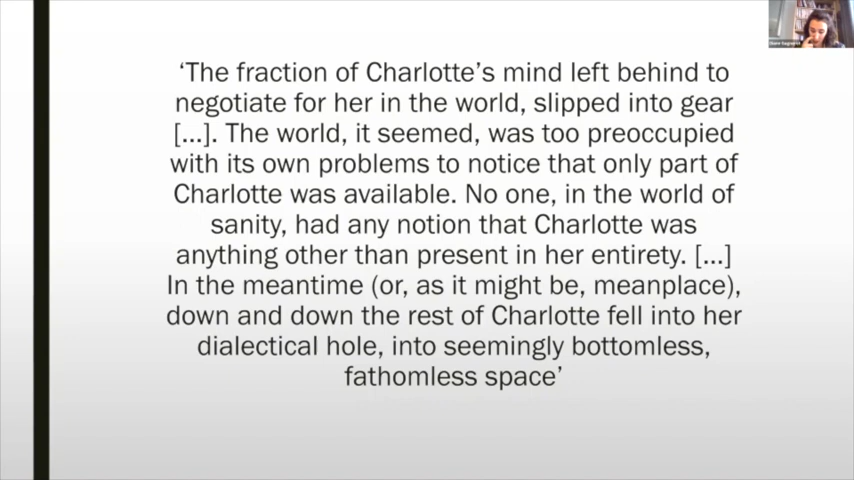 ‘The fraction of Charlotte’s mind left behind to
negotiate for her in the world, slipped into gear
[...]. The world, it seemed, was too preoccupied
with its own problems to notice that only part of
Charlotte was available. No one, in the world of
sanity, had any notion that Charlotte was
anything other than present in her entirety. [...]
In the meantime (or, as it might be, meanplace),
down and down the rest of Charlotte fell into her
dialectical hole, into seemingly bottomless,
fathomless space’